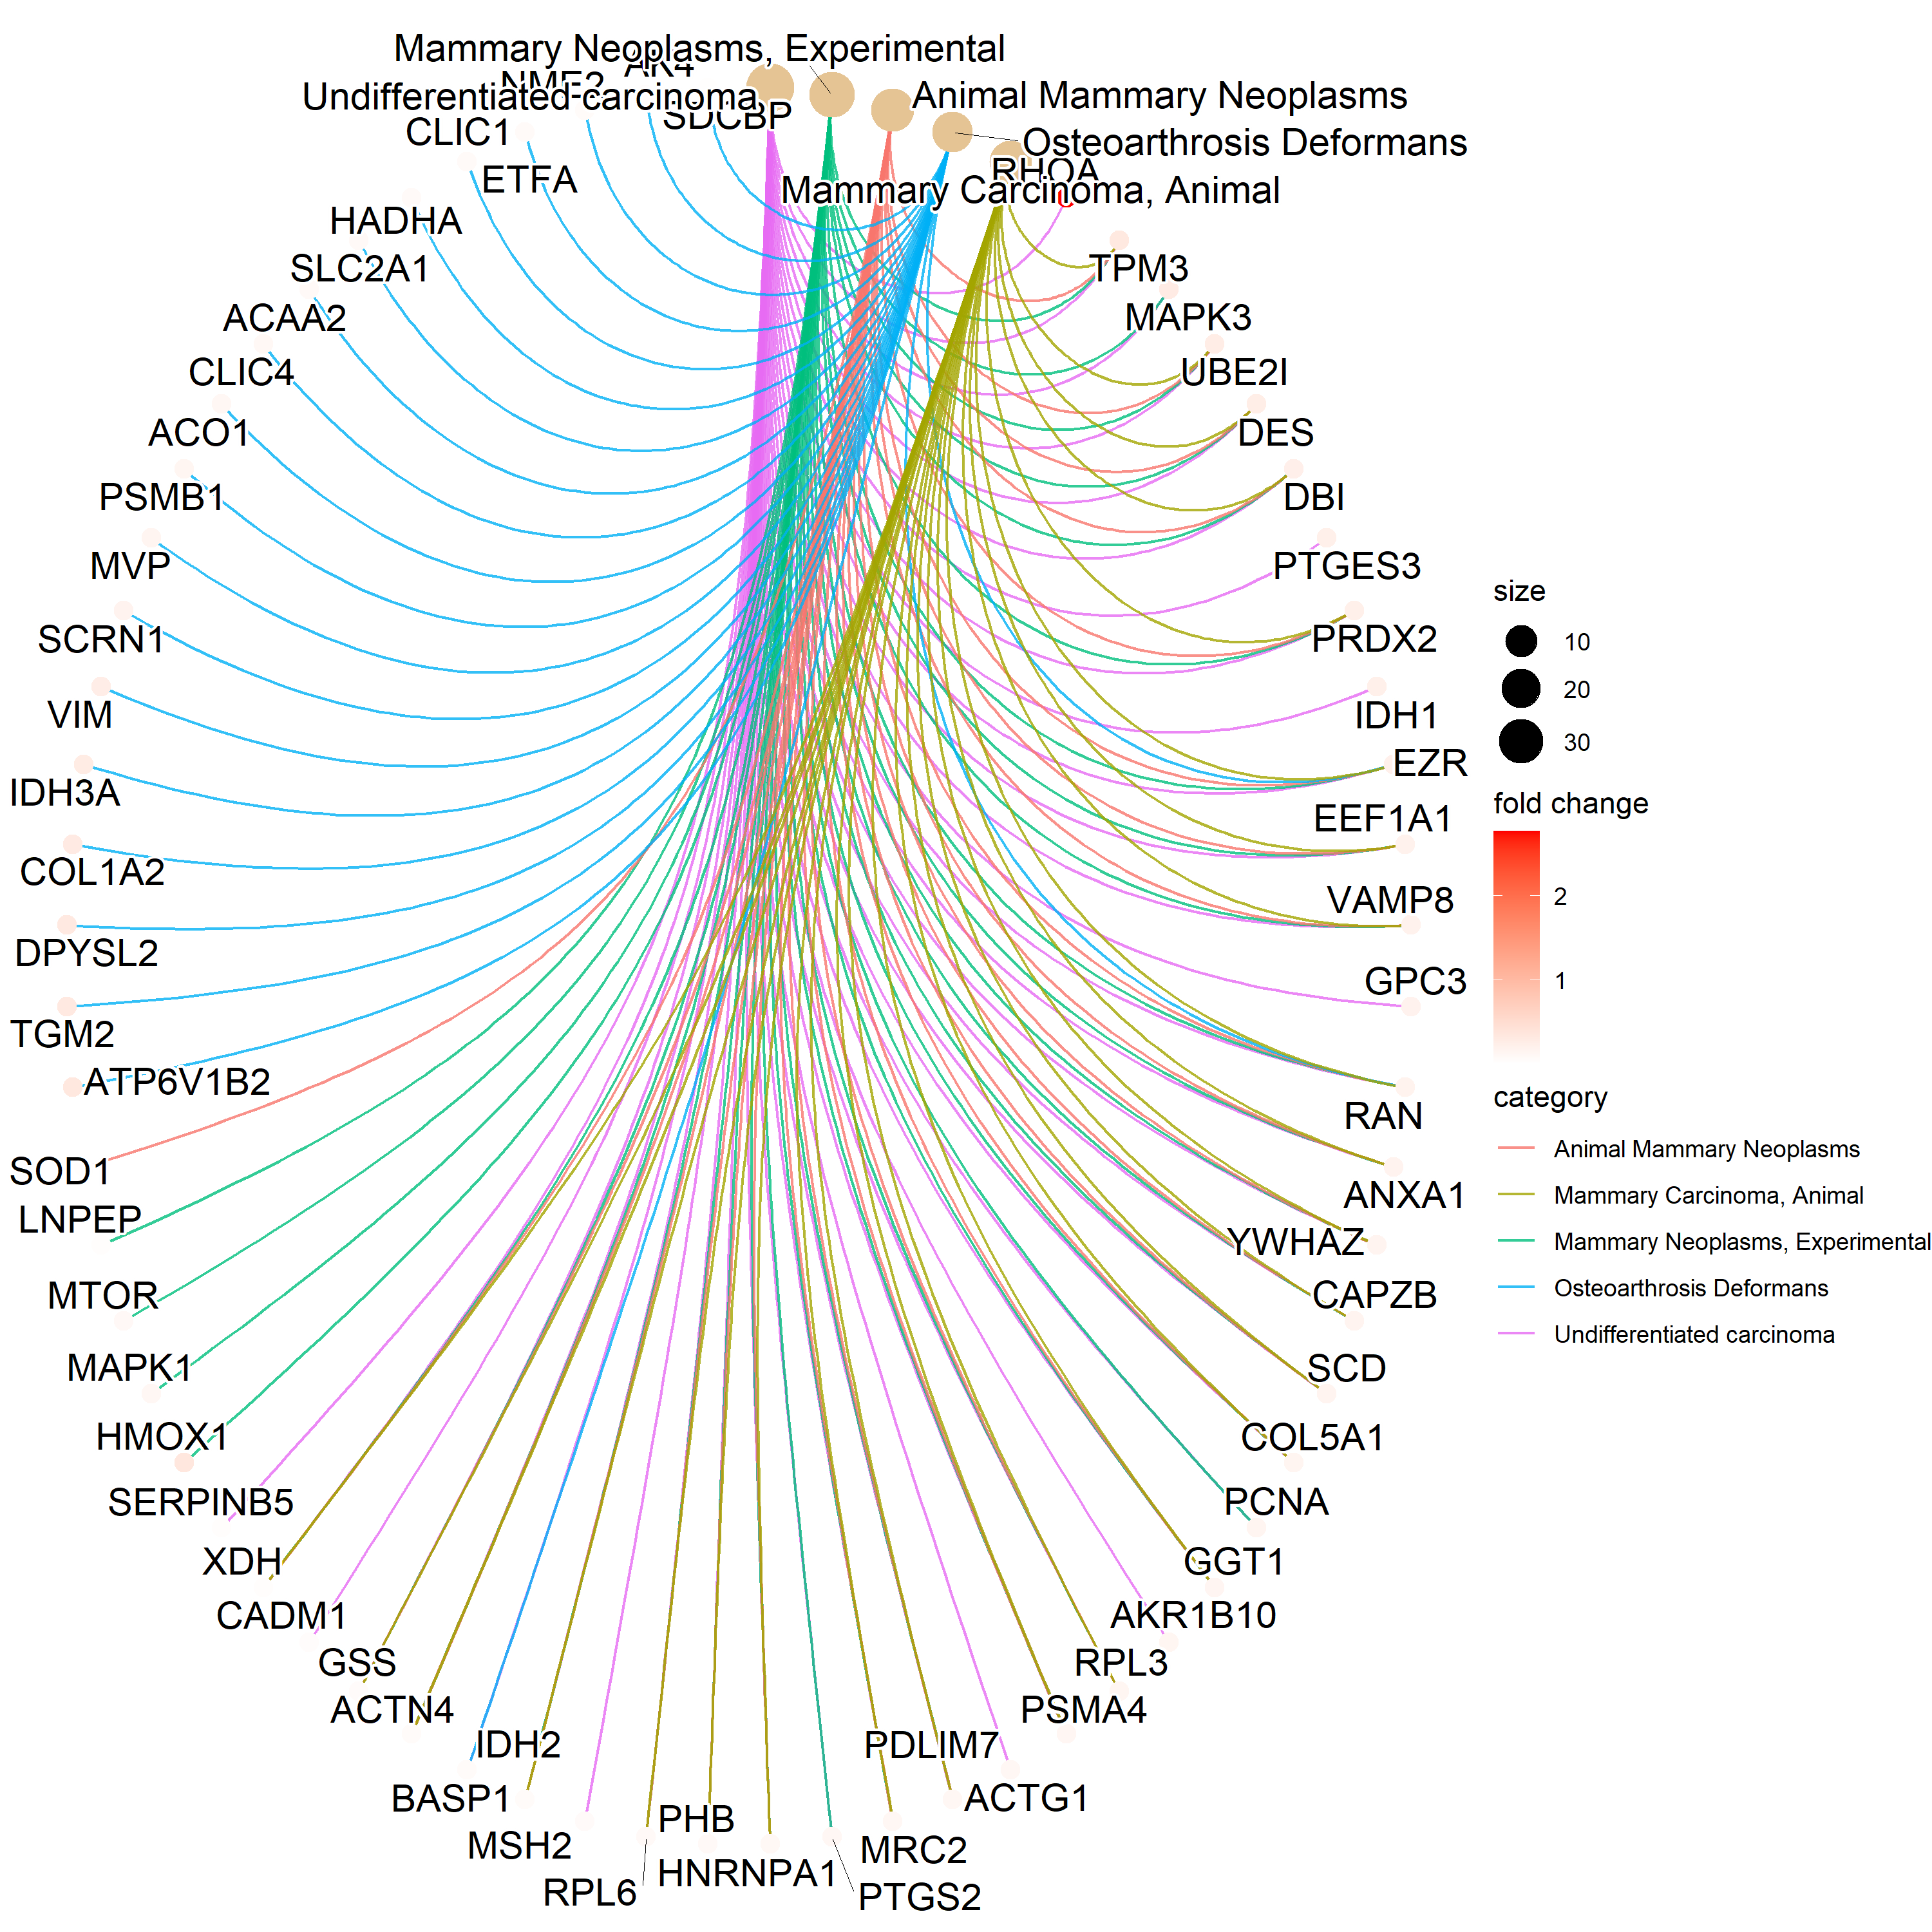 Mammary Neoplasms, Experimental
AK4
NME2
Undifferentiated carcinoma
Animal Mammary Neoplasms
SDCBP
CLIC1
Osteoarthrosis Deformans
RHOA
ETFA
Mammary Carcinoma, Animal
HADHA
SLC2A1
TPM3
ACAA2
MAPK3
CLIC4
UBE2I
ACO1
DES
PSMB1
DBI
MVP
PTGES3
SCRN1
PRDX2
VIM
IDH1
IDH3A
EZR
COL1A2
EEF1A1
DPYSL2
VAMP8
TGM2
GPC3
ATP6V1B2
RAN
SOD1
ANXA1
LNPEP
YWHAZ
MTOR
CAPZB
MAPK1
SCD
HMOX1
COL5A1
SERPINB5
PCNA
XDH
GGT1
CADM1
AKR1B10
GSS
RPL3
ACTN4
PSMA4
IDH2
PDLIM7
BASP1
ACTG1
MSH2
PHB
MRC2
RPL6
HNRNPA1
PTGS2
size
10
20
30
fold change
2
1
category
Animal Mammary Neoplasms
Mammary Carcinoma, Animal
Mammary Neoplasms, Experimental
Osteoarthrosis Deformans
Undifferentiated carcinoma